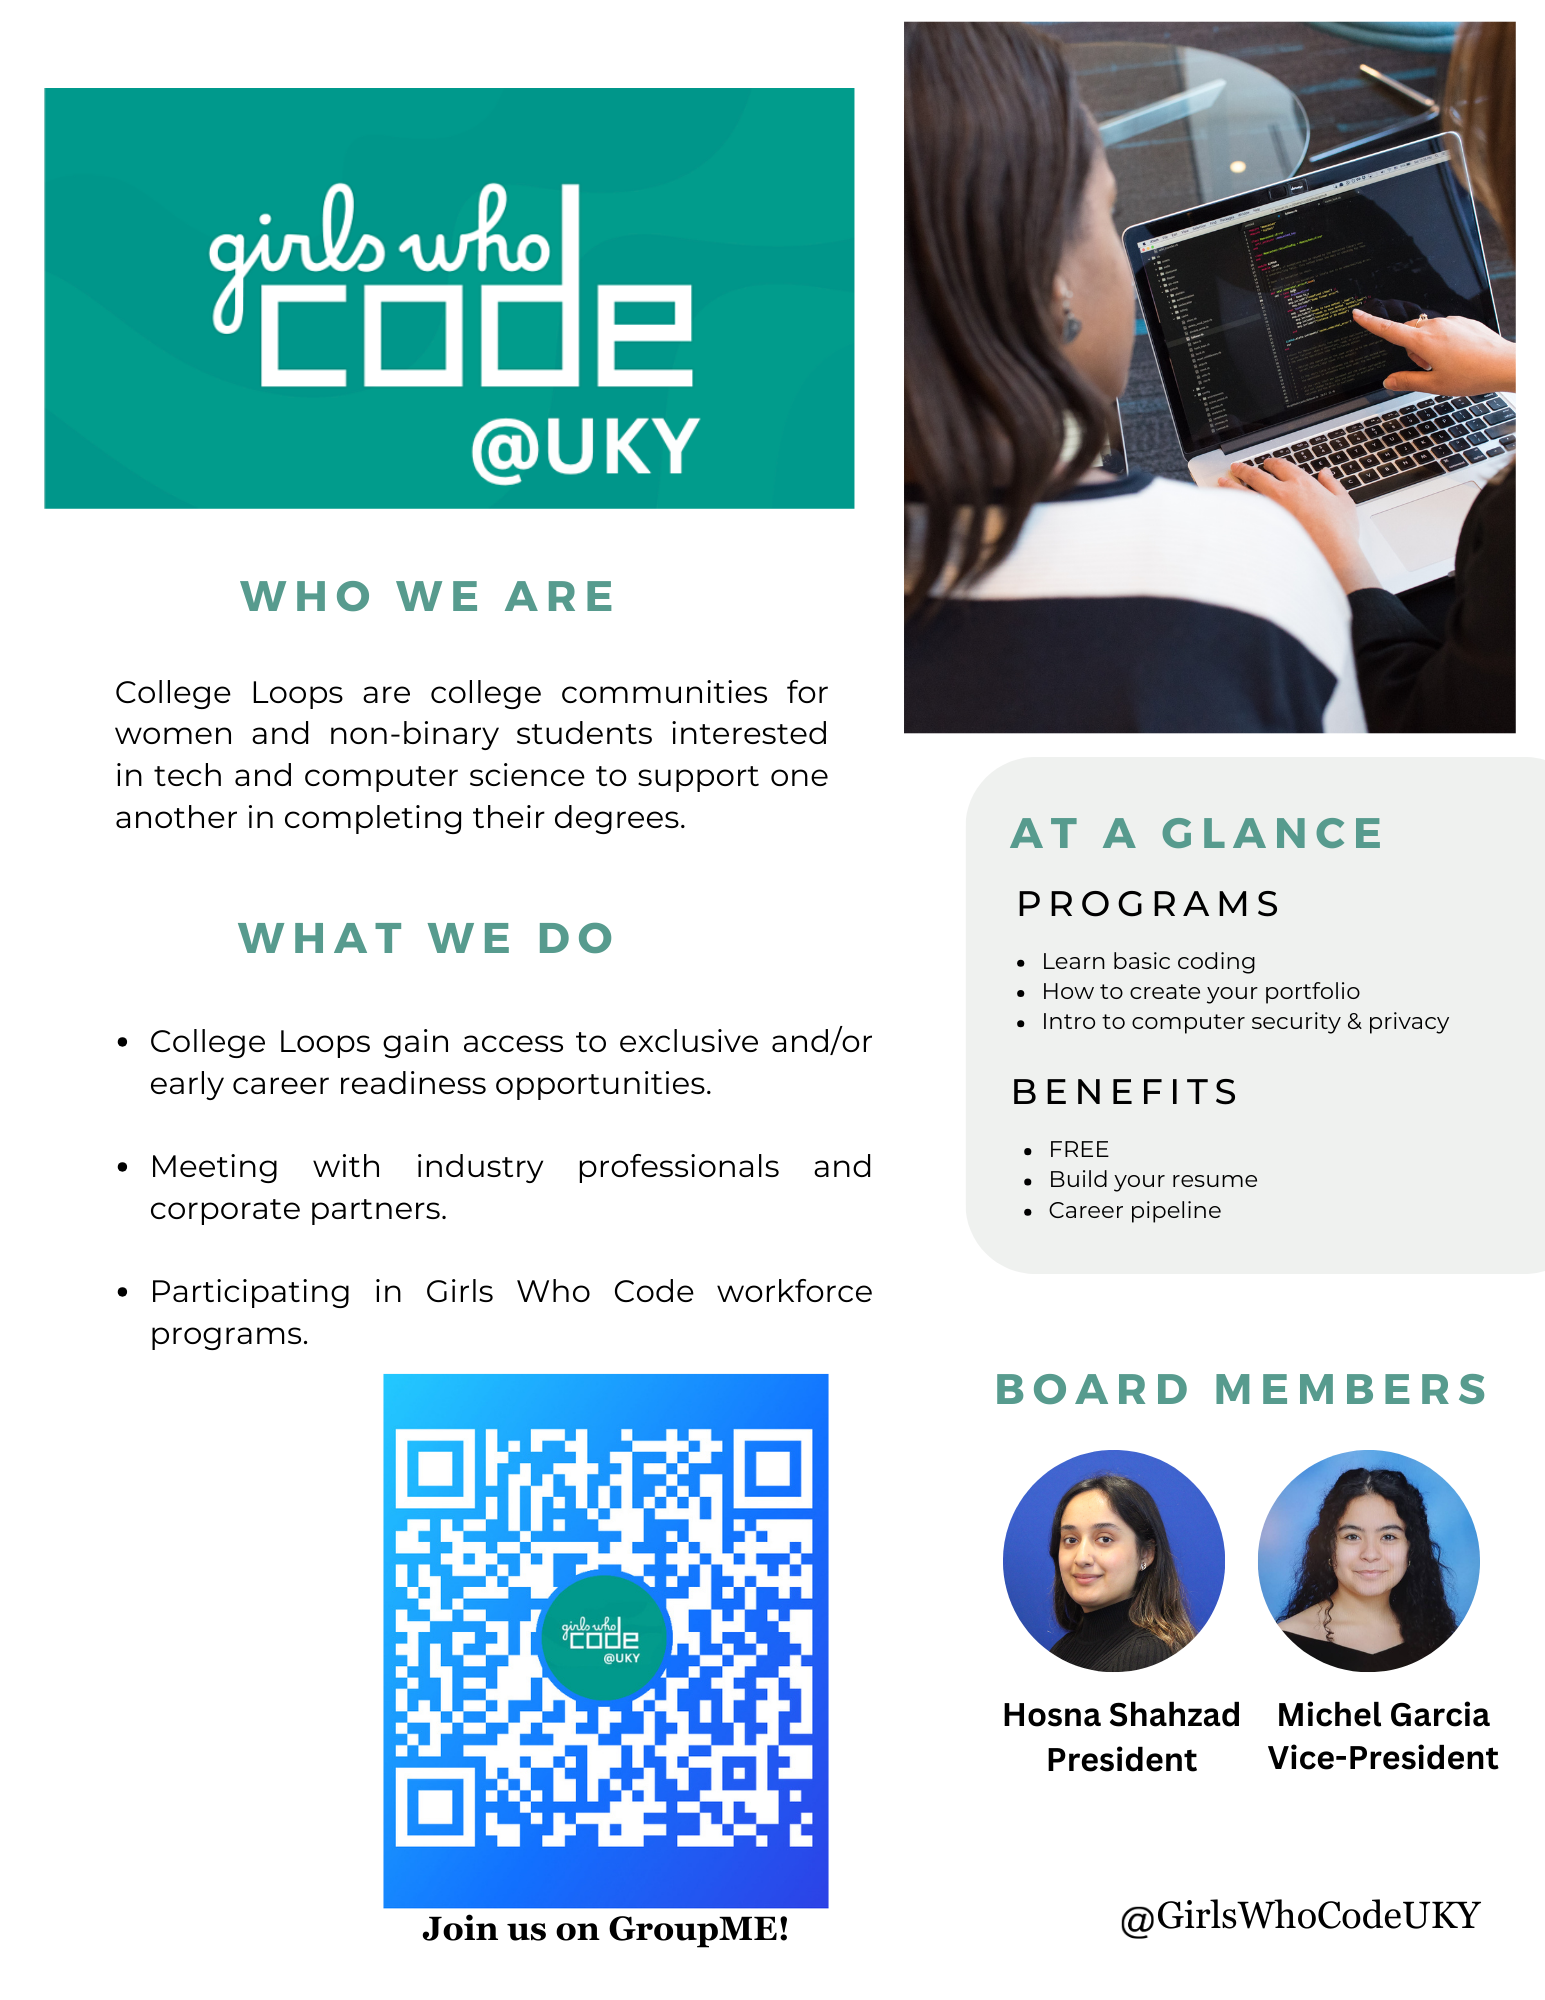 girls who
code
@UKY
WHO WE ARE
College Loops are college communities for
women and non-binary students interested
in tech and computer science to support one
another in completing their degrees.
WHAT WE DO
• College Loops gain access to exclusive and/or
early career readiness opportunities.
• Meeting with industry professionals and
corporate partners.
• Participating in Girls Who Code workforce
programs.
girls who
code
@UKY
Join us on GroupME!
AT A GLANCE
PROGRAMS
• Learn basic coding
• How to create your portfolio
• Intro to computer security & privacy
BENEFITS
• FREE
• Build your resume
• Career pipeline
BOARD MEMBERS
Hosna Shahzad
President
Michel Garcia
Vice-President
@GirlsWhoCodeUKY